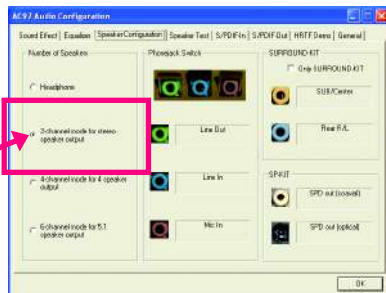 AC97 Audio Configuration
Sound Effect | Equalizer | Speaker Configuration | Speaker Test | S/PDIF-In | S/PDIF-Out | HRTF Demo | General
Number of Speakers
Headphone
2-channel mode for stereo
speaker output
4-channel mode for 4 speaker
output
6-channel mode for 5.1
speaker output
Phonejack Switch
Line Out
Line In
Mic In
SURROUND-KIT
Only SURROUND-KIT
SUB/Center
Rear R/L
SP-KIT
SPD out (coaxial)
SPD out (optical)
OK